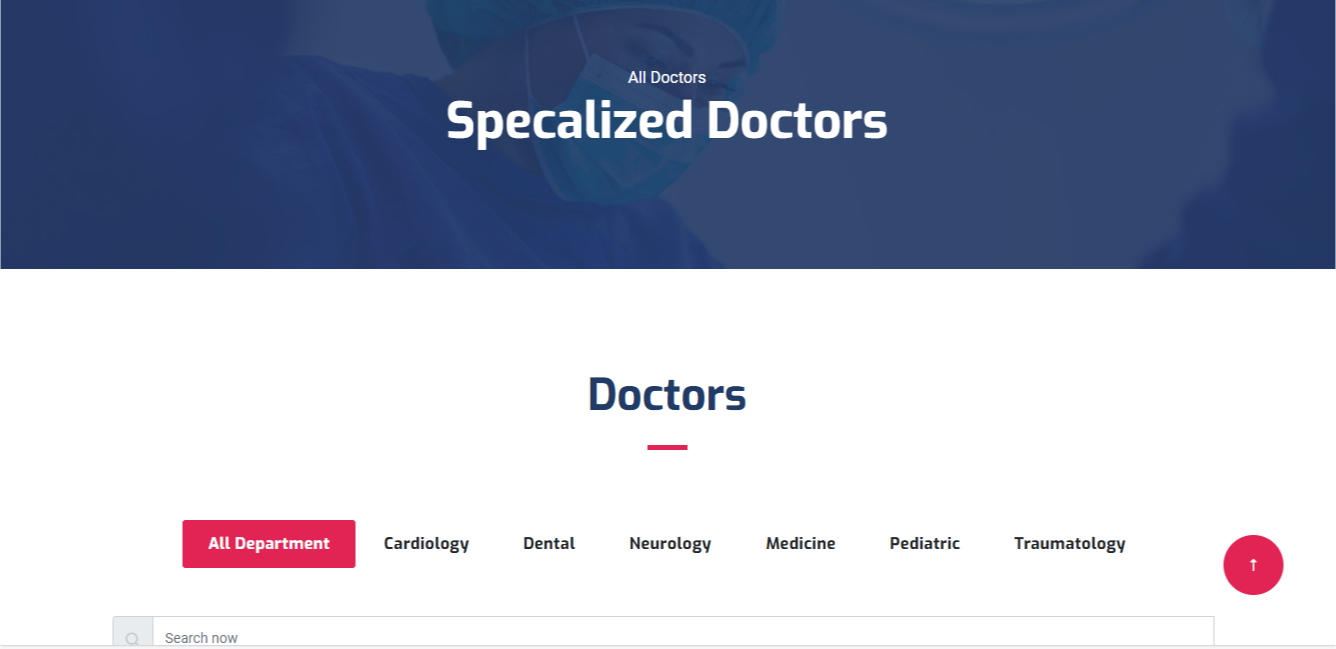 All Doctors
Specalized Doctors
Doctors
All Department Cardiology Dental Neurology Medicine Pediatric Traumatology
Search now